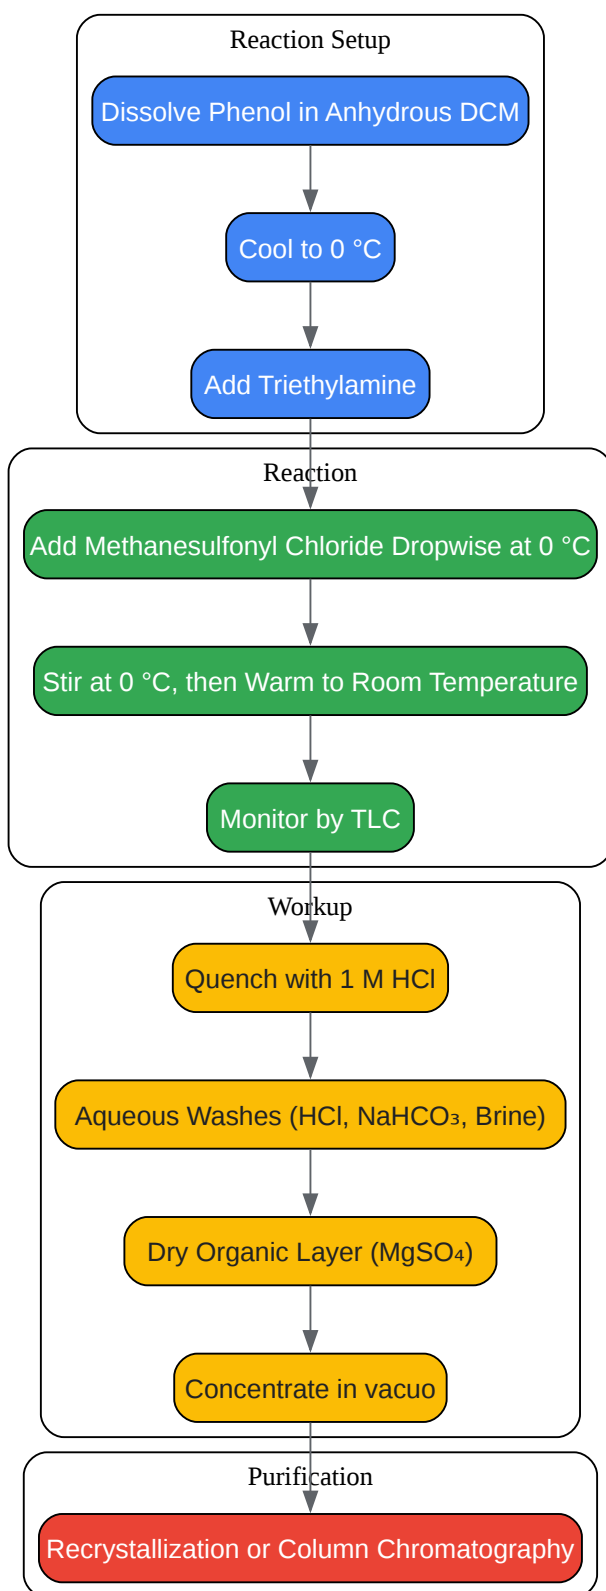 Reaction Setup
Dissolve Phenol in Anhydrous DCM
Cool to 0 °C
Add Triethylamine
Reaction
Add Methanesulfonyl Chloride Dropwise at 0 °C
Stir at 0 °C, then Warm to Room Temperature
Monitor by TLC
Workup
Quench with 1 M HCl
Aqueous Washes (HCl, NaHCO₃, Brine)
Dry Organic Layer (MgSO₄)
Concentrate in vacuo
Purification
Recrystallization or Column Chromatography